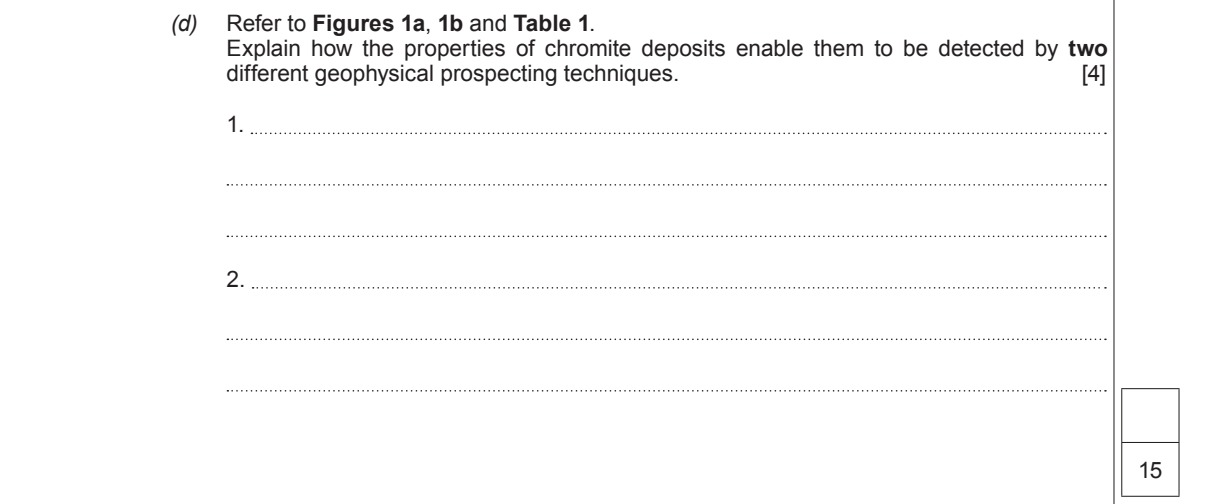 (d) Refer to Figures 1a, 1b and Table 1.
Explain how the properties of chromite deposits enable them to be detected by two
different geophysical prospecting techniques. [4]
1.
2.
15